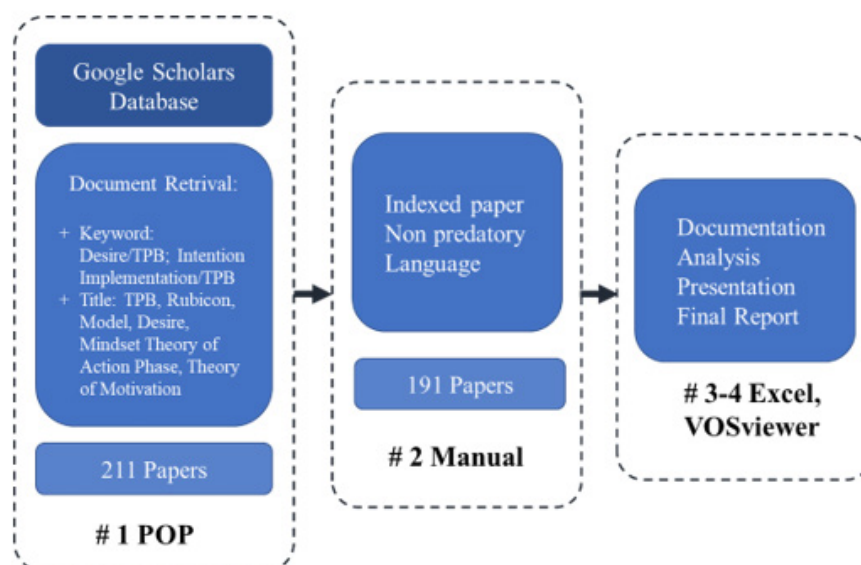 Google Scholars
Database
Document Retrival:
+ Keyword:
Desire/TPB; Intention
Implementation/TPB
+ Title: TPB, Rubicon,
Model, Desire,
Mindset Theory of
Action Phase, Theory
of Motivation
211 Papers
# 1 POP
Indexed paper
Non predatory
Language
191 Papers
# 2 Manual
Documentation
Analysis
Presentation
Final Report
# 3-4 Excel,
VOSviewer